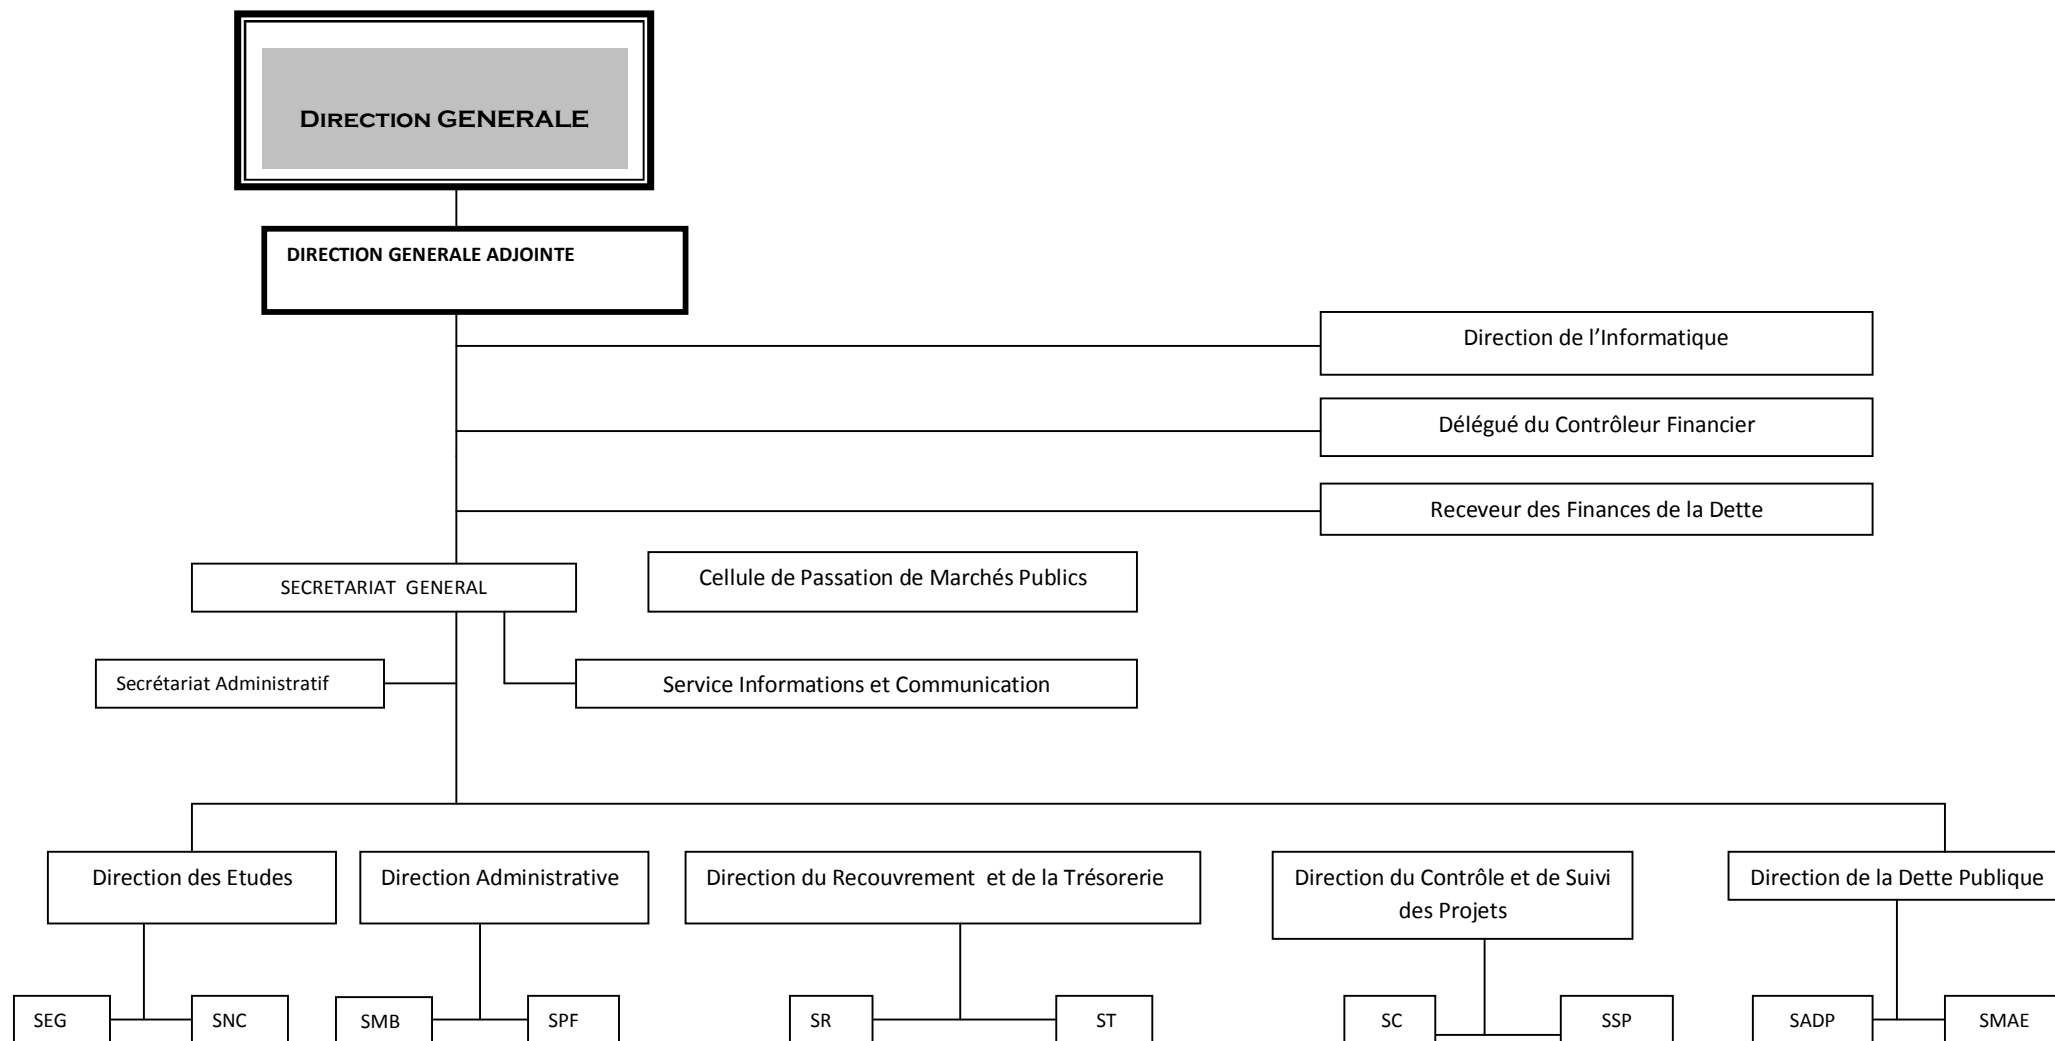 DIRECTION GENERALE
DIRECTION GENERALE ADJOINTE
Direction de l’Informatique
Délégué du Contrôleur Financier
Receveur des Finances de la Dette
SECRETARIAT GENERAL
Cellule de Passation de Marchés Publics
Secrétariat Administratif
Service Informations et Communication
Direction des Etudes
Direction Administrative
Direction du Recouvrement et de la Trésorerie
Direction du Contrôle et de Suivi
des Projets
Direction de la Dette Publique
SEG
SNC
SMB
SPF
SR
ST
SC
SSP
SADP
SMAE